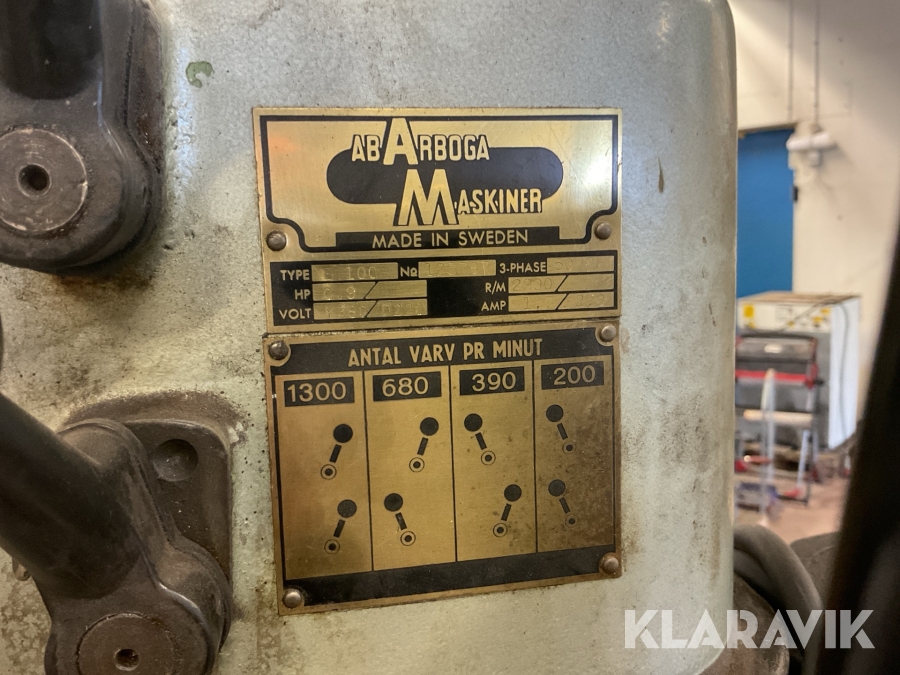 AB ARBOGA
MASKINER
MADE IN SWEDEN
TYPE Nº 3-PHASE
HP R/M
VOLT AMP
ANTAL VARV PR MINUT
1300 680 390 200
KLARAVIK